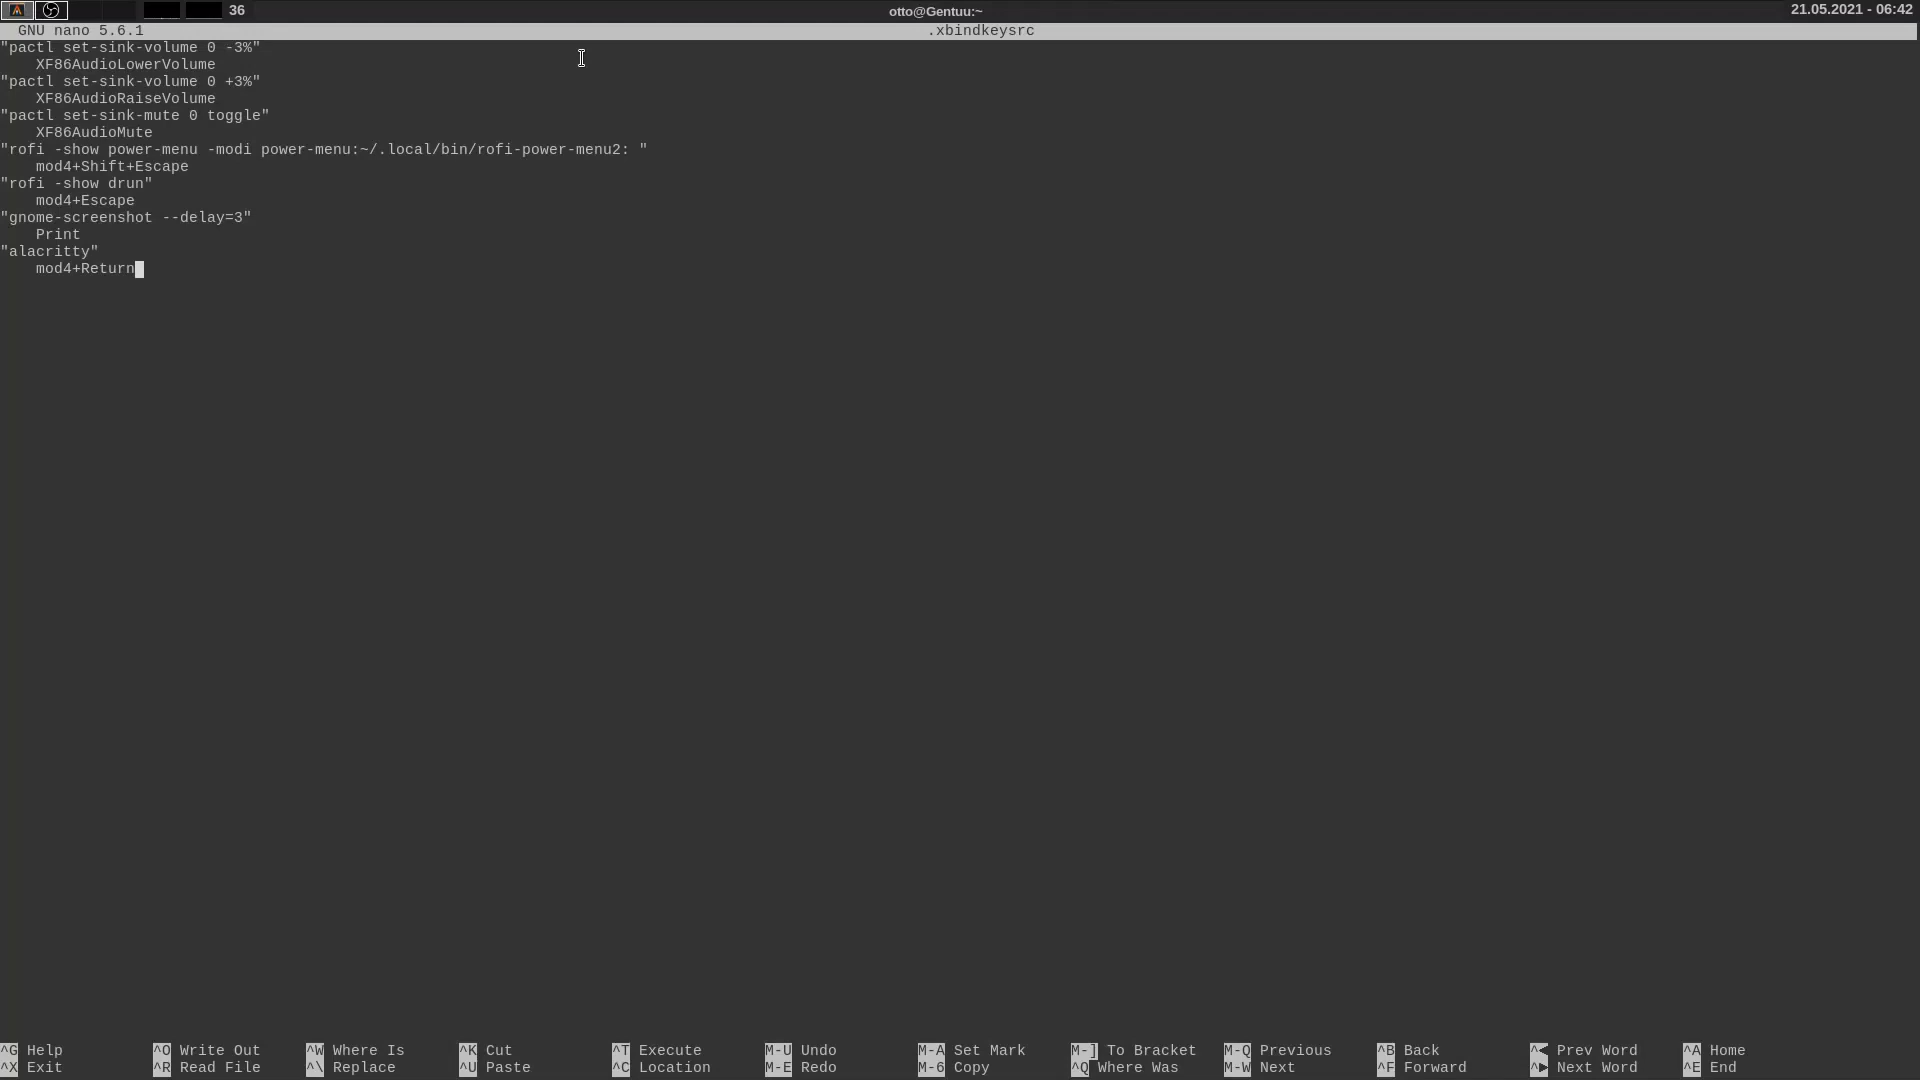 36
otto@Gentuu:~
21.05.2021 - 06:42
GNU nano 5.6.1 .xbindkeysrc
"pactl set-sink-volume 0 -3%"
XF86AudioLowerVolume
"pactl set-sink-volume 0 +3%"
XF86AudioRaiseVolume
"pactl set-sink-mute 0 toggle"
XF86AudioMute
"rofi -show power-menu -modi power-menu:~/.local/bin/rofi-power-menu2: "
mod4+Shift+Escape
"rofi -show drun"
mod4+Escape
"gnome-screenshot --delay=3"
Print
"alacritty"
mod4+Return
^G Help ^O Write Out ^W Where Is ^K Cut ^T Execute M-U Undo M-A Set Mark M-] To Bracket M-Q Previous ^B Back ^◀ Prev Word ^A Home
^X Exit ^R Read File ^\ Replace ^U Paste ^C Location M-E Redo M-6 Copy ^Q Where Was M-W Next ^F Forward ^▶ Next Word ^E End